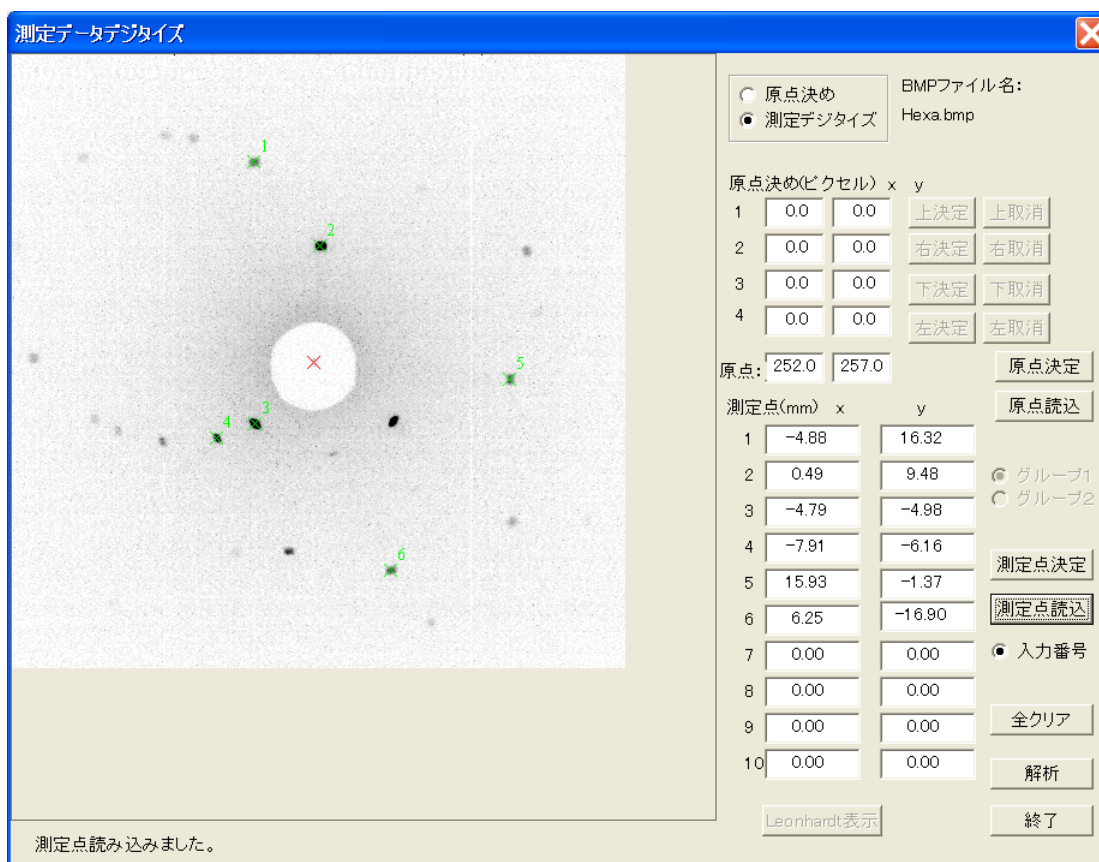 測定データデジタイズ
原点決め
測定デジタイズ
BMPファイル名:
Hexa.bmp
原点決め(ピクセル) x y
1 0.0 0.0 上決定 上取消
2 0.0 0.0 右決定 右取消
3 0.0 0.0 下決定 下取消
4 0.0 0.0 左決定 左取消
原点: 252.0 257.0 原点決定
測定点(mm) x y 原点読込
1 -4.88 16.32
2 0.49 9.48
3 -4.79 -4.98
4 -7.91 -6.16
5 15.93 -1.37
6 6.25 -16.90
7 0.00 0.00
8 0.00 0.00
9 0.00 0.00
10 0.00 0.00
グループ1
グループ2
測定点決定
測定点読込
入力番号
全クリア
解析
Leonhardt表示 終了
1
2
5
3
4
6
測定点読み込みました。